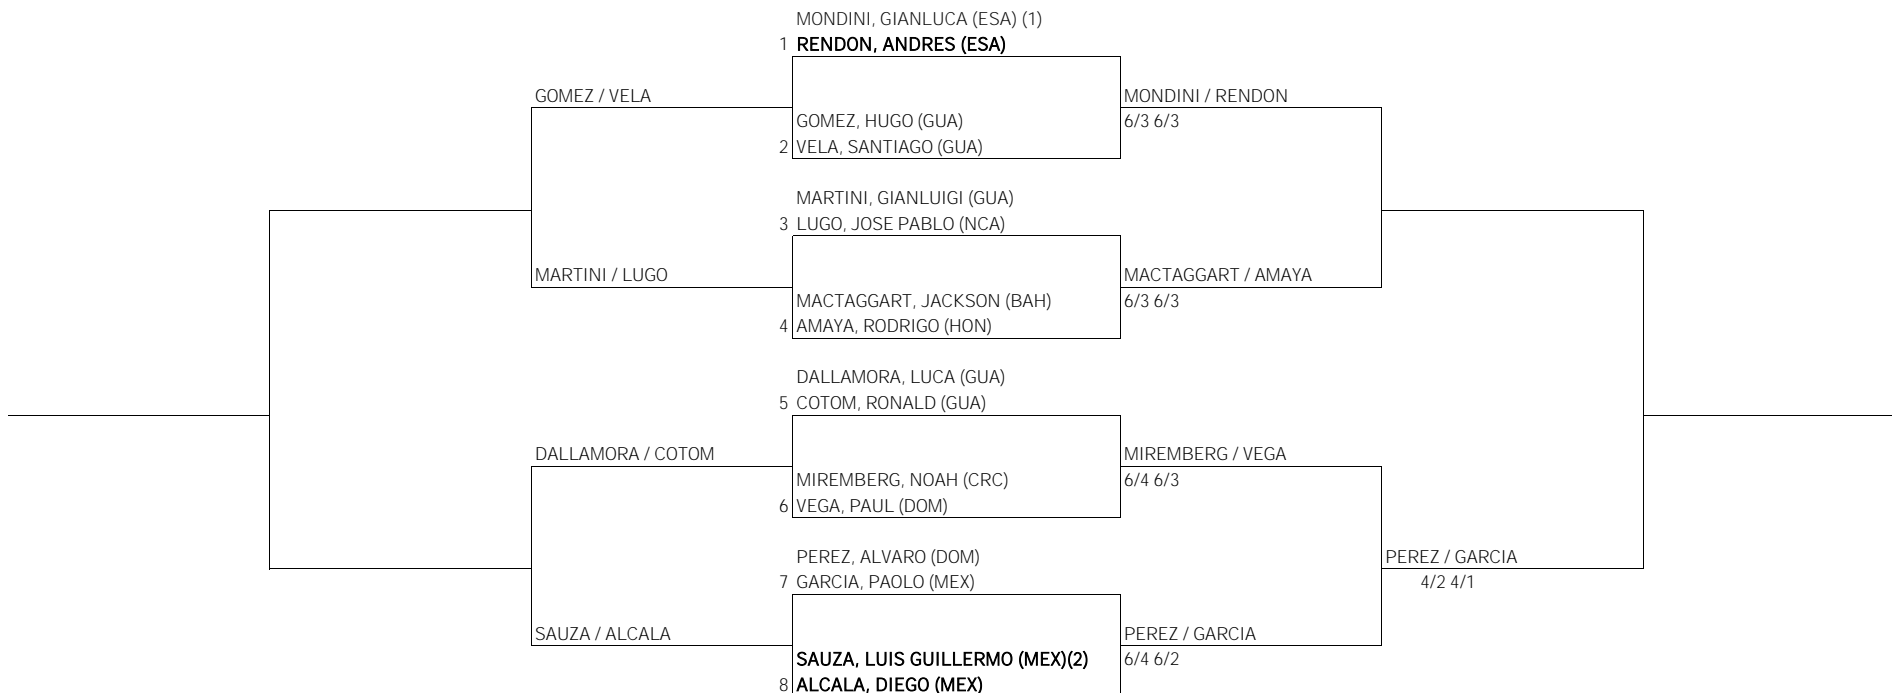 MONDINI, GIANLUCA (ESA) (1)
1 RENDON, ANDRES (ESA)
GOMEZ / VELA
MONDINI / RENDON
GOMEZ, HUGO (GUA)
6/3 6/3
2 VELA, SANTIAGO (GUA)
MARTINI, GIANLUIGI (GUA)
3 LUGO, JOSE PABLO (NCA)
MARTINI / LUGO
MACTAGGART / AMAYA
MACTAGGART, JACKSON (BAH)
6/3 6/3
4 AMAYA, RODRIGO (HON)
DALLAMORA, LUCA (GUA)
5 COTOM, RONALD (GUA)
DALLAMORA / COTOM
MIREMBERG / VEGA
MIREMBERG, NOAH (CRC)
6/4 6/3
6 VEGA, PAUL (DOM)
PEREZ, ALVARO (DOM)
PEREZ / GARCIA
7 GARCIA, PAOLO (MEX)
4/2 4/1
SAUZA / ALCALA
PEREZ / GARCIA
SAUZA, LUIS GUILLERMO (MEX)(2)
6/4 6/2
8 ALCALA, DIEGO (MEX)